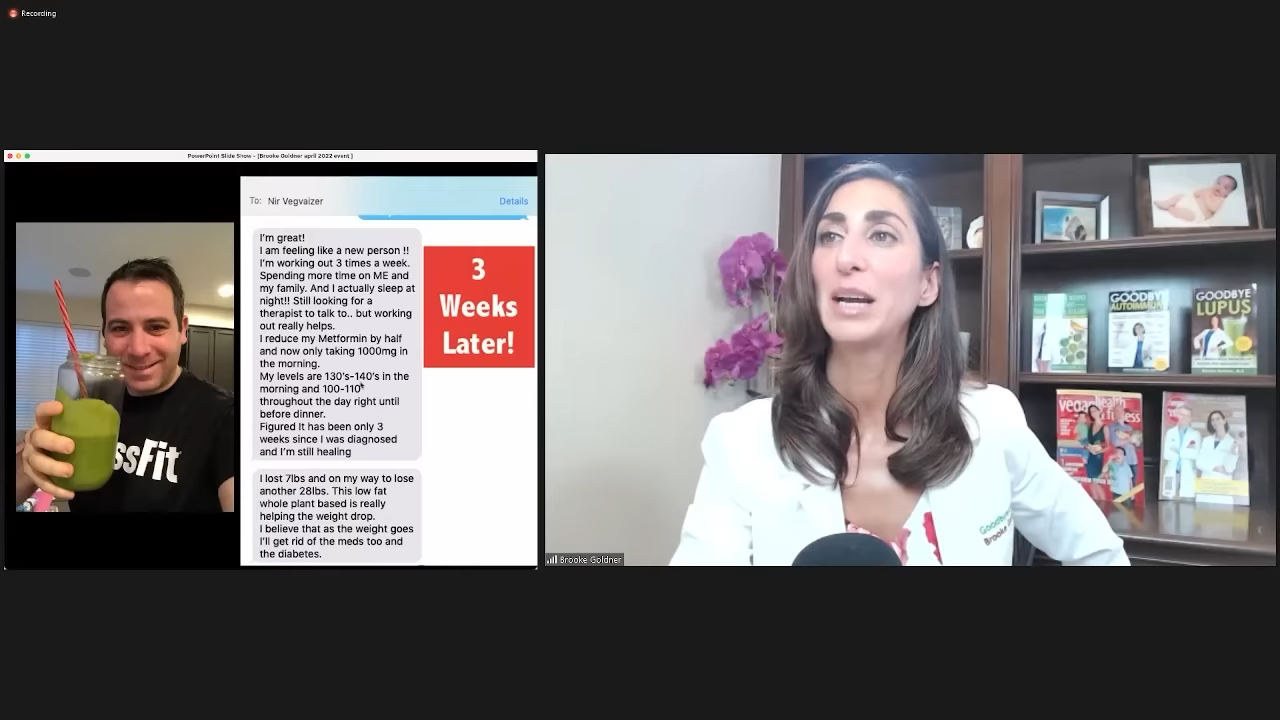 Recording
PowerPoint Slide Show - [Brooke Goldner april 2022 event ]
To: Nir Vegvaizer
Details
I'm great!
I am feeling like a new person !!
I'm working out 3 times a week.
Spending more time on ME and
my family. And I actually sleep at
night!! Still looking for a
therapist to talk to.. but working
out really helps.
I reduce my Metformin by half
and now only taking 1000mg in
the morning.
My levels are 130's-140's in the
morning and 100-110
throughout the day right until
before dinner.
Figured It has been only 3
weeks since I was diagnosed
and I'm still healing
I lost 7lbs and on my way to lose
another 28lbs. This low fat
whole plant based is really
helping the weight drop.
I believe that as the weight goes
I'll get rid of the meds too and
the diabetes.
3
Weeks
Later!
ssFit
GOODBYE
AUTOIMMUNE
GOODBYE
LUPUS
vegan health
& fitness
Goodbye
Brooke
Brooke Goldner